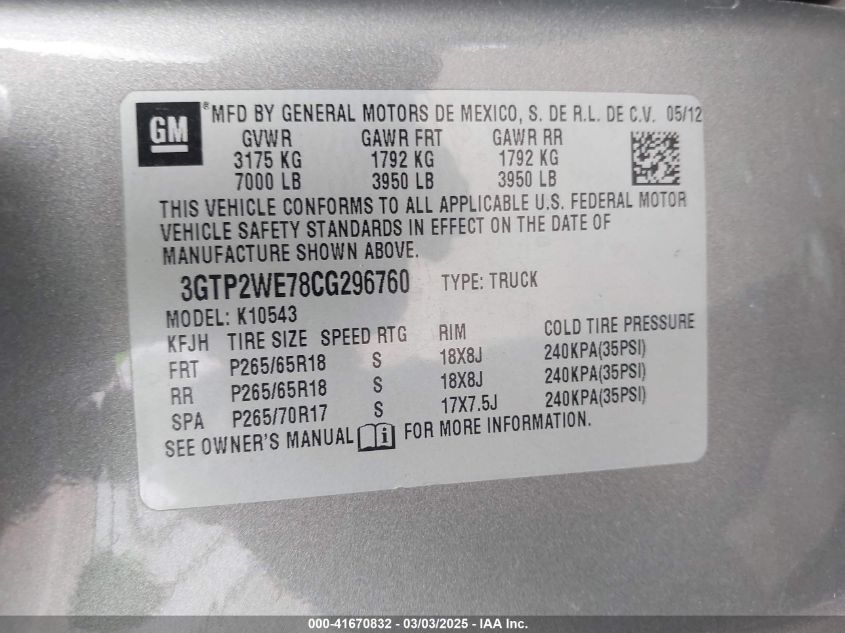 GM ® MFD BY GENERAL MOTORS DE MEXICO, S. DE R.L. DE C.V. 05/12
GVWR GAWR FRT GAWR RR
3175 KG 1792 KG 1792 KG
7000 LB 3950 LB 3950 LB
THIS VEHICLE CONFORMS TO ALL APPLICABLE U.S. FEDERAL MOTOR
VEHICLE SAFETY STANDARDS IN EFFECT ON THE DATE OF
MANUFACTURE SHOWN ABOVE.
3GTP2WE78CG296760 TYPE: TRUCK
MODEL: K10543
KFJH TIRE SIZE SPEED RTG RIM COLD TIRE PRESSURE
FRT P265/65R18 S 18X8J 240KPA(35PSI)
RR P265/65R18 S 18X8J 240KPA(35PSI)
SPA P265/70R17 S 17X7.5J 240KPA(35PSI)
SEE OWNER'S MANUAL i FOR MORE INFORMATION.
000-41670832 - 03/03/2025 - IAA Inc.